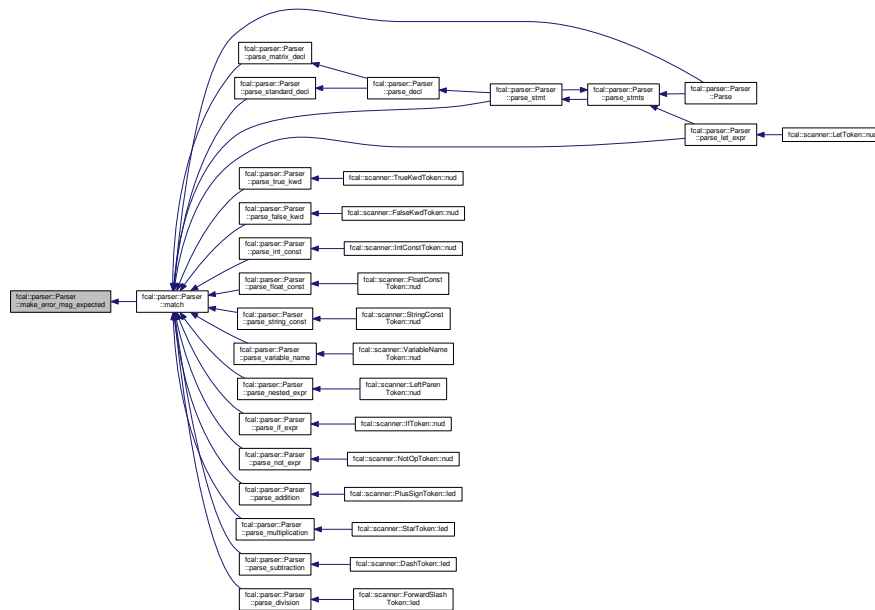 fcal::parser::Parser
::make_error_msg_expected
fcal::parser::Parser
::match
fcal::parser::Parser
::parse_matrix_decl
fcal::parser::Parser
::parse_standard_decl
fcal::parser::Parser
::parse_decl
fcal::parser::Parser
::parse_stmt
fcal::parser::Parser
::parse_stmts
fcal::parser::Parser
::Parse
fcal::parser::Parser
::parse_let_expr
fcal::scanner::LetToken::nud
fcal::parser::Parser
::parse_true_kwd
fcal::scanner::TrueKwdToken::nud
fcal::parser::Parser
::parse_false_kwd
fcal::scanner::FalseKwdToken::nud
fcal::parser::Parser
::parse_int_const
fcal::scanner::IntConstToken::nud
fcal::parser::Parser
::parse_float_const
fcal::scanner::FloatConst
Token::nud
fcal::parser::Parser
::parse_string_const
fcal::scanner::StringConst
Token::nud
fcal::parser::Parser
::parse_variable_name
fcal::scanner::VariableName
Token::nud
fcal::parser::Parser
::parse_nested_expr
fcal::scanner::LeftParen
Token::nud
fcal::parser::Parser
::parse_if_expr
fcal::scanner::IfToken::nud
fcal::parser::Parser
::parse_not_expr
fcal::scanner::NotOpToken::nud
fcal::parser::Parser
::parse_addition
fcal::scanner::PlusSignToken::led
fcal::parser::Parser
::parse_multiplication
fcal::scanner::StarToken::led
fcal::parser::Parser
::parse_subtraction
fcal::scanner::DashToken::led
fcal::parser::Parser
::parse_division
fcal::scanner::ForwardSlash
Token::led